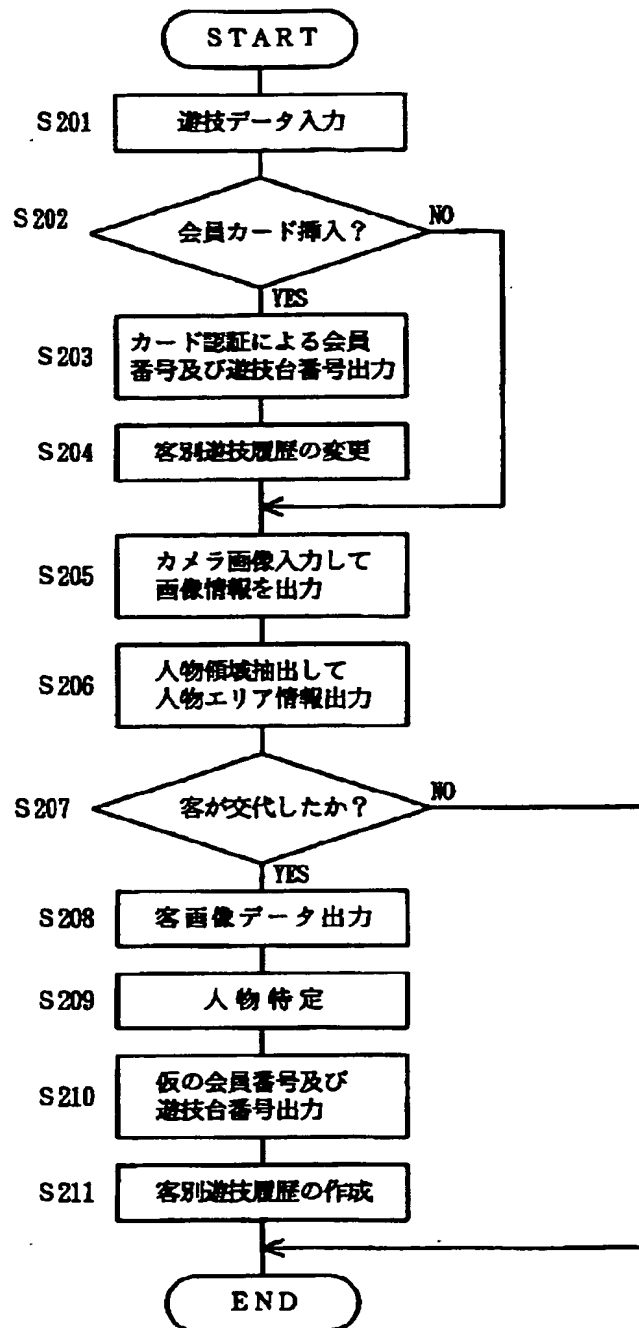 START
S201
遊技データ入力
S202
会員カード挿入？
NO
YES
S203
カード認証による会員
番号及び遊技台番号出力
S204
客別遊技履歴の変更
S205
カメラ画像入力して
画像情報を出力
S206
人物領域抽出して
人物エリア情報出力
S207
客が交代したか？
NO
YES
S208
客画像データ出力
S209
人物特定
S210
仮の会員番号及び
遊技台番号出力
S211
客別遊技履歴の作成
END